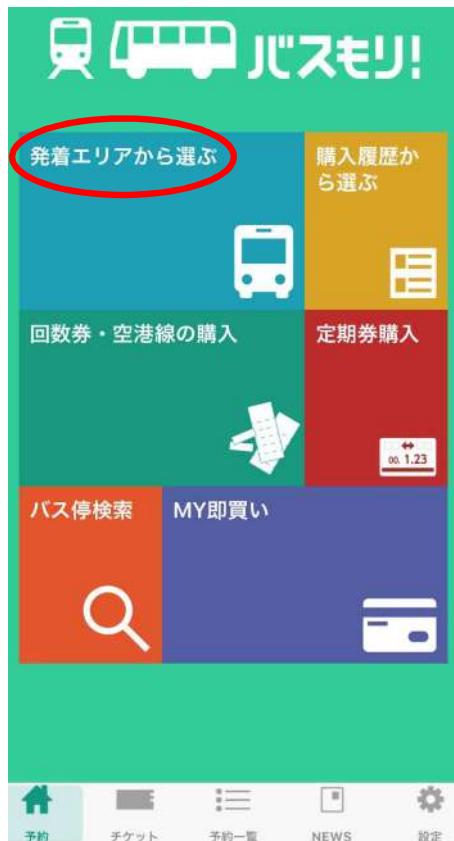 バスもり!
発着エリアから選ぶ
購入履歴か
ら選ぶ
回数券・空港線の購入
定期券購入
00. 1.23
バス停検索
MY即買い
予約
チケット
予約一覧
NEWS
設定